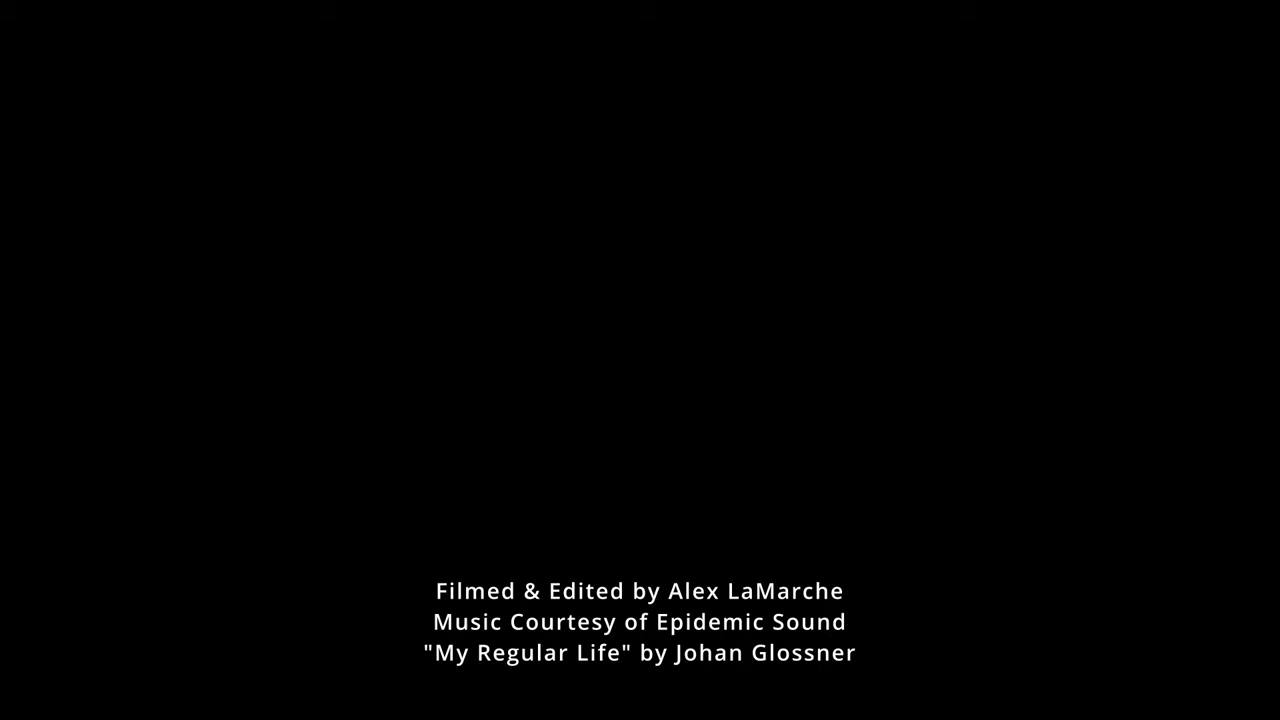 Filmed & Edited by Alex LaMarche
Music Courtesy of Epidemic Sound
"My Regular Life" by Johan Glossner